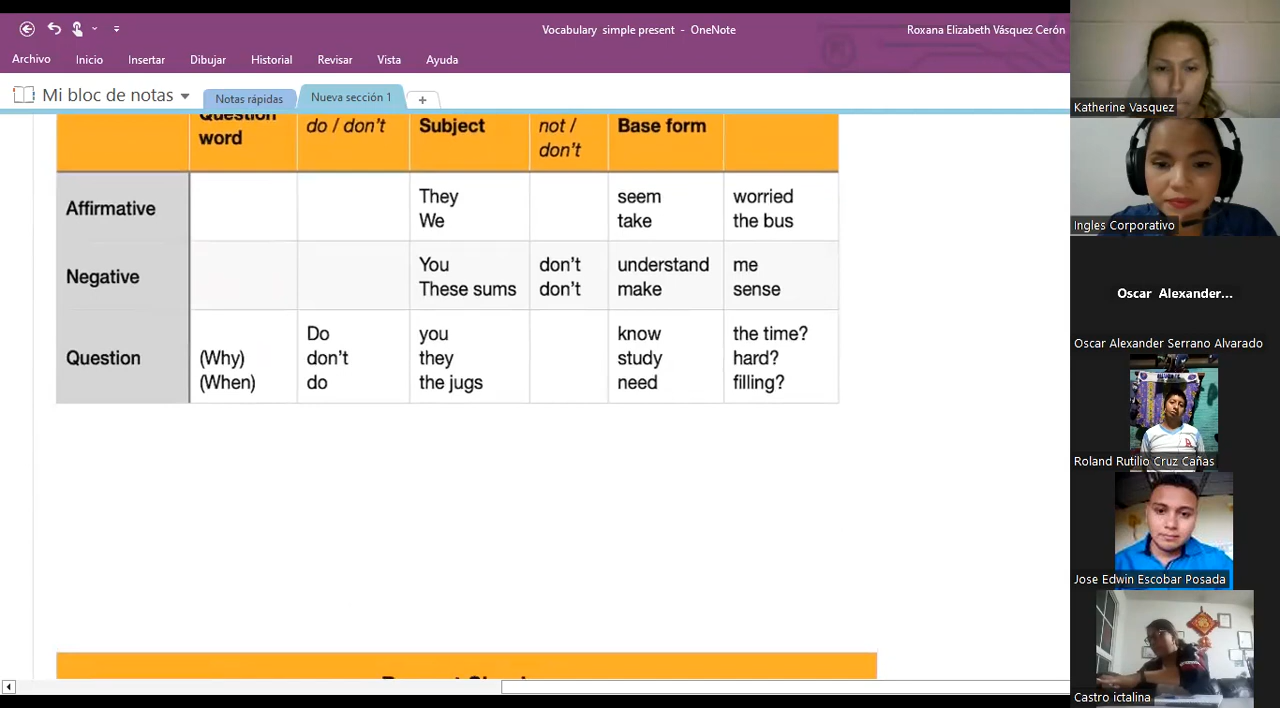 Vocabulary simple present - OneNote
Roxana Elizabeth Vásquez Cerón
Archivo Inicio Insertar Dibujar Historial Revisar Vista Ayuda
Mi bloc de notas Notas rápidas Nueva sección 1 +
Question word do / don't Subject not / don't Base form
Affirmative
They seem worried
We take the bus
Negative
You don't understand me
These sums don't make sense
Question
Do you know the time?
(Why) don't they study hard?
(When) do the jugs need filling?
Katherine Vasquez
Ingles Corporativo
Oscar Alexander...
Oscar Alexander Serrano Alvarado
Roland Rutilio Cruz Cañas
Jose Edwin Escobar Posada
Castro ictalina